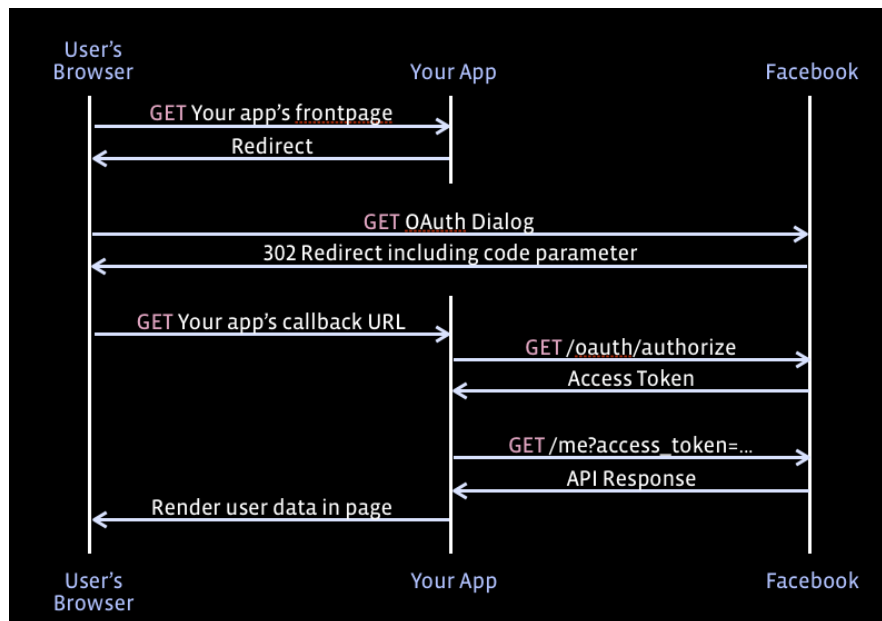 User's
Browser
Your App
Facebook
GET Your app's frontpage
Redirect
GET OAuth Dialog
302 Redirect including code parameter
GET Your app's callback URL
GET /oauth/authorize
Access Token
GET /me?access_token=...
API Response
Render user data in page
User's
Browser
Your App
Facebook